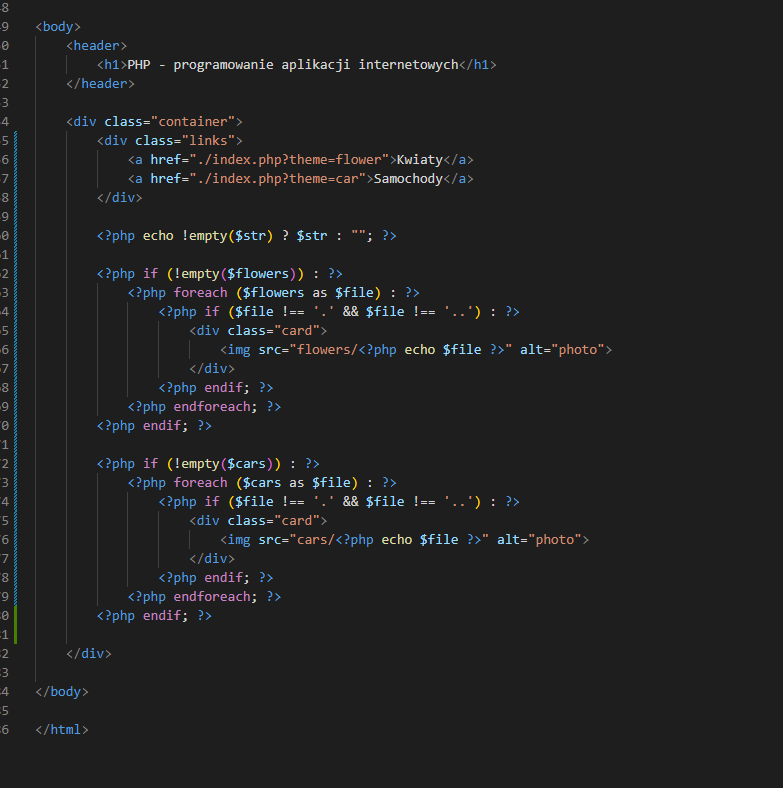 8
9 <body>
0     <header>
1         <h1>PHP - programowanie aplikacji internetowych</h1>
2     </header>
3
4     <div class="container">
5         <div class="links">
6             <a href="./index.php?theme=flower">Kwiaty</a>
7             <a href="./index.php?theme=car">Samochody</a>
8         </div>
9
0         <?php echo !empty($str) ? $str : ""; ?>
1
2         <?php if (!empty($flowers)) : ?>
3             <?php foreach ($flowers as $file) : ?>
4                 <?php if ($file !== '.' && $file !== '..') : ?>
5                     <div class="card">
6                         <img src="flowers/<?php echo $file ?>" alt="photo">
7                     </div>
8                 <?php endif; ?>
9             <?php endforeach; ?>
0         <?php endif; ?>
1
2         <?php if (!empty($cars)) : ?>
3             <?php foreach ($cars as $file) : ?>
4                 <?php if ($file !== '.' && $file !== '..') : ?>
5                     <div class="card">
6                         <img src="cars/<?php echo $file ?>" alt="photo">
7                     </div>
8                 <?php endif; ?>
9             <?php endforeach; ?>
0         <?php endif; ?>
1
2     </div>
3
4 </body>
5
6 </html>